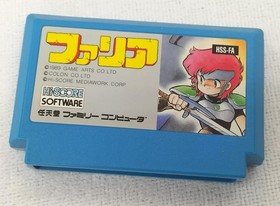 ファリア
HSS-FA
©1989 GAME ARTS CO.LTD
©COLON CO.LTD
©Hi-SCORE MEDIAWORK CORP
Hi-SCORE
SOFTWARE
任天堂 ファミリー コンピュータ